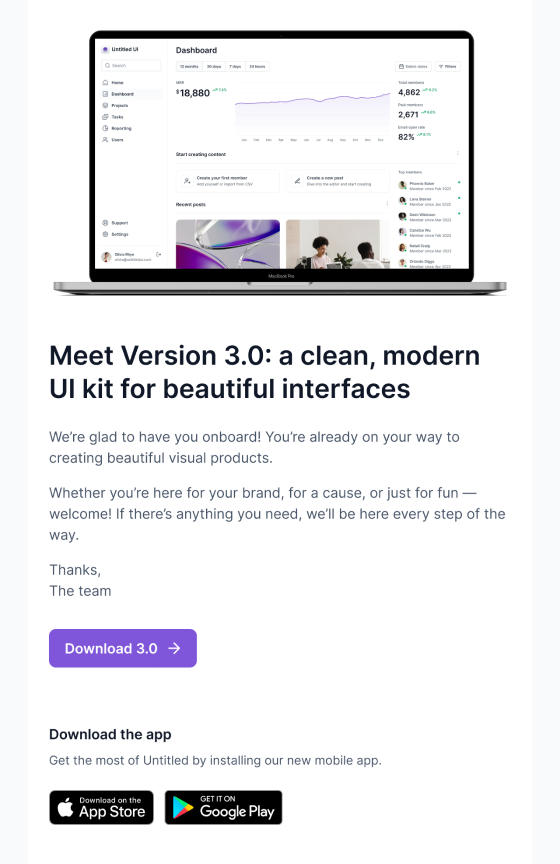 Untitled UI
Search
Home
Dashboard
Projects
Tasks
Reporting
Users
Support
Settings
Olivia Rhye
olivia@untitledui.com
Dashboard
12 months
30 days
7 days
24 hours
Select dates
Filters
MRR
$18,880
7.4%
Jan Feb Mar Apr May Jun Jul Aug Sep Oct Nov Dec
Total members
4,862
9.2%
Paid members
2,671
6.6%
Email open rate
82%
8.1%
Start creating content
Create your first member
Add yourself or import from CSV
Create a new post
Dive into the editor and start creating
Recent posts
Top members
Phoenix Baker
Member since Feb 2022
Lana Steiner
Member since Jan 2022
Demi Wilkinson
Member since Mar 2022
Candice Wu
Member since Feb 2022
Natali Craig
Member since Mar 2022
Orlando Diggs
MacBook Pro
Meet Version 3.0: a clean, modern
UI kit for beautiful interfaces
We’re glad to have you onboard! You’re already on your way to
creating beautiful visual products.
Whether you’re here for your brand, for a cause, or just for fun —
welcome! If there’s anything you need, we’ll be here every step of the
way.
Thanks,
The team
Download 3.0
Download the app
Get the most of Untitled by installing our new mobile app.
Download on the
App Store
GET IT ON
Google Play